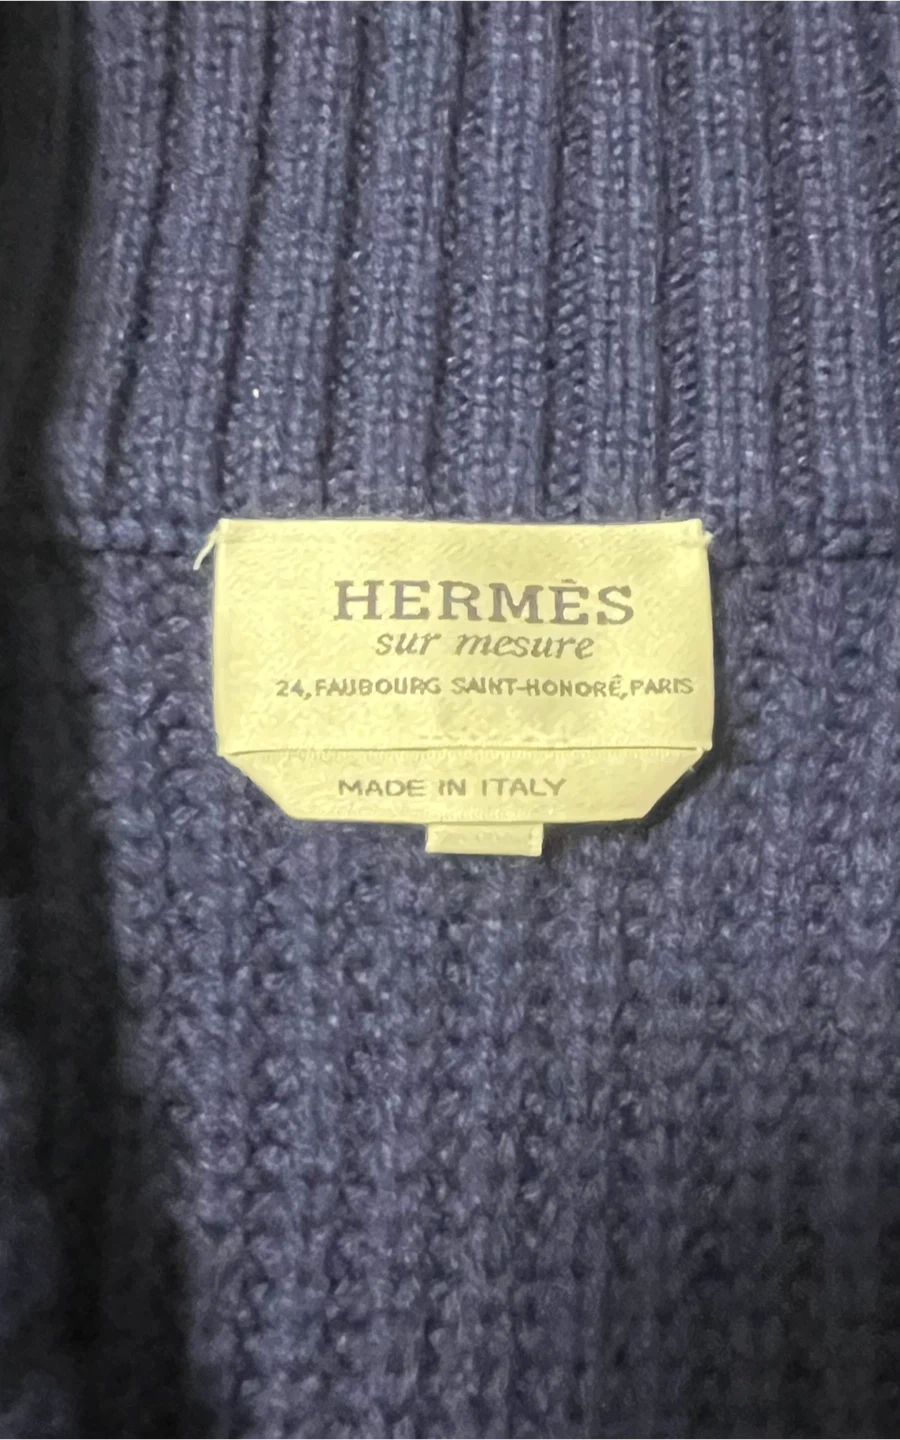 HERMÈS
sur mesure
24, FAUBOURG SAINT-HONORÉ, PARIS
MADE IN ITALY